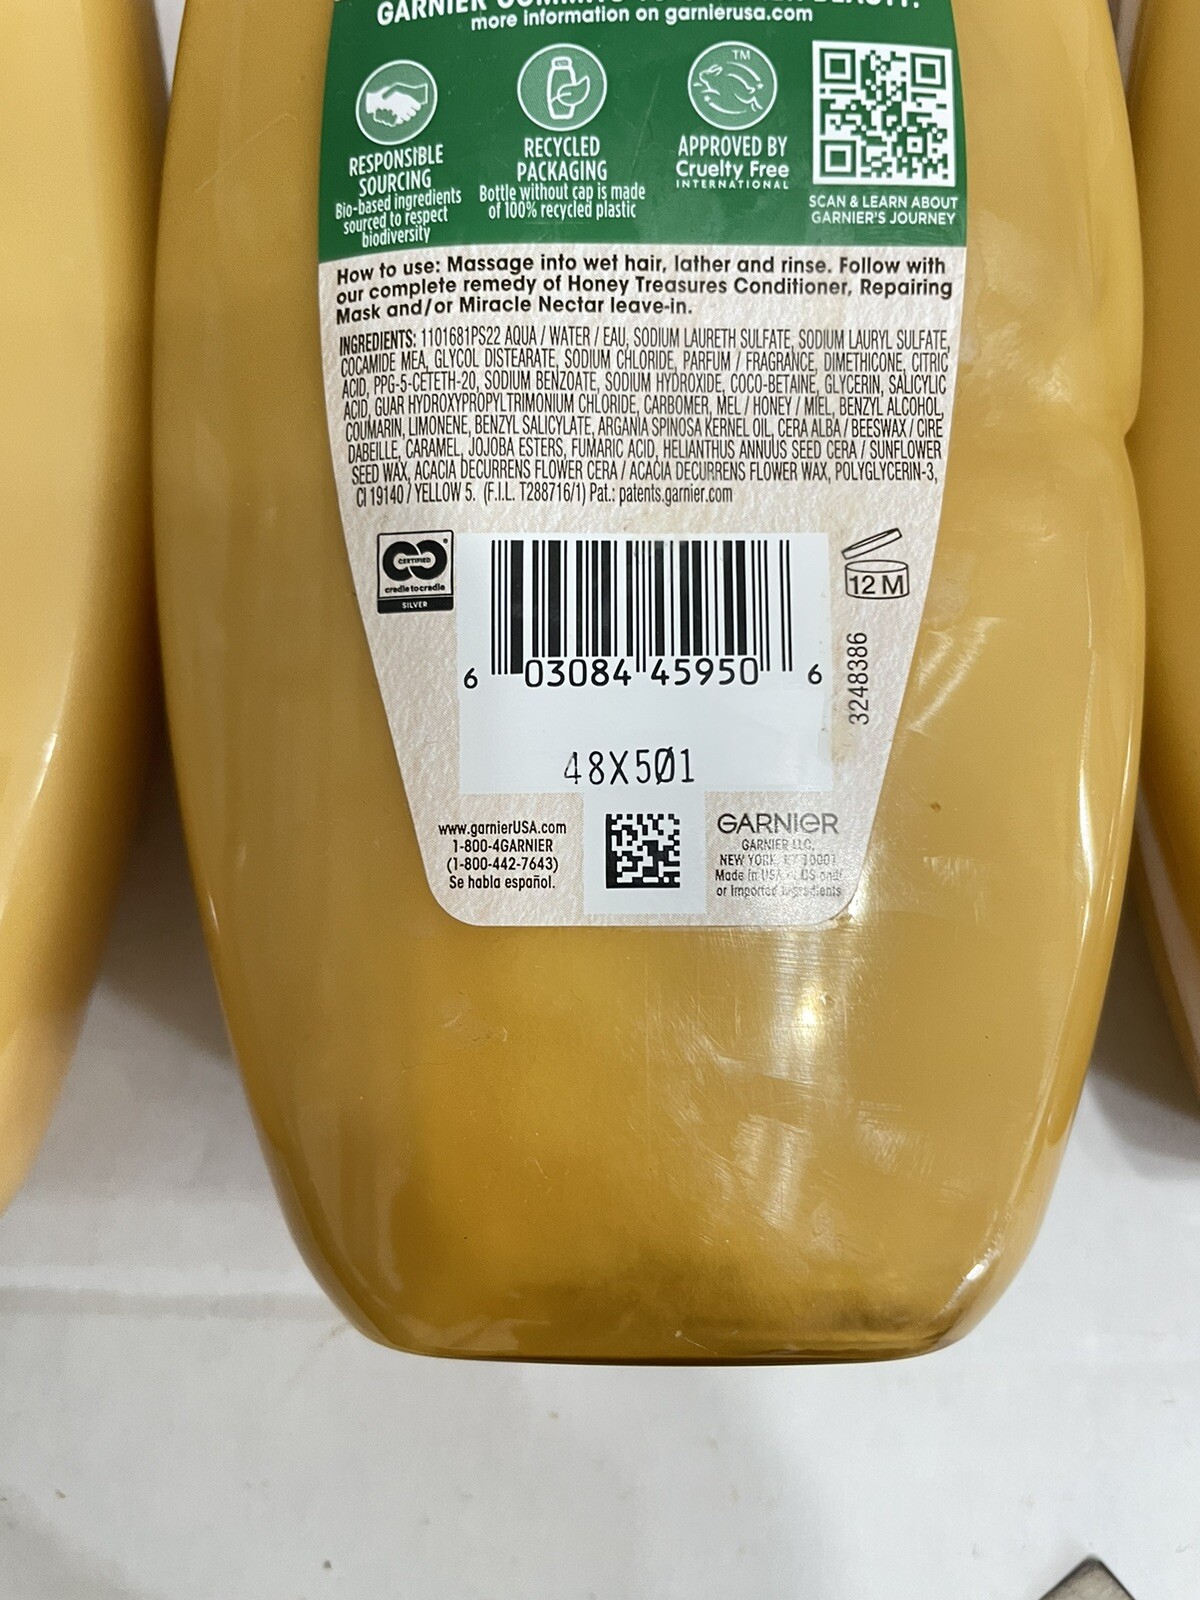 GARNIER
more information on garnierusa.com
RESPONSIBLE
SOURCING
Bio-based ingredients
sourced to respect
biodiversity
RECYCLED
PACKAGING
Bottle without cap is made
of 100% recycled plastic
TM
APPROVED BY
Cruelty Free
INTERNATIONAL
SCAN & LEARN ABOUT
GARNIER'S JOURNEY
How to use: Massage into wet hair, lather and rinse. Follow with
our complete remedy of Honey Treasures Conditioner, Repairing
Mask and/or Miracle Nectar leave-in.
INGREDIENTS: 1101681PS22 AQUA / WATER / EAU, SODIUM LAURETH SULFATE, SODIUM LAURYL SULFATE,
COCAMIDE MEA, GLYCOL DISTEARATE, SODIUM CHLORIDE, PARFUM / FRAGRANCE, DIMETHICONE, CITRIC
ACID, PPG-5-CETETH-20, SODIUM BENZOATE, SODIUM HYDROXIDE, COCO-BETAINE, GLYCERIN, SALICYLIC
ACID, GUAR HYDROXYPROPYLTRIMONIUM CHLORIDE, CARBOMER, MEL / HONEY / MIEL, BENZYL ALCOHOL,
COUMARIN, LIMONENE, BENZYL SALICYLATE, ARGANIA SPINOSA KERNEL OIL, CERA ALBA / BEESWAX / CIRE
DABEILLE, CARAMEL, JOJOBA ESTERS, FUMARIC ACID, HELIANTHUS ANNUUS SEED CERA / SUNFLOWER
SEED WAX, ACACIA DECURRENS FLOWER CERA / ACACIA DECURRENS FLOWER WAX, POLYGLYCERIN-3,
CI 19140 / YELLOW 5. (F.I.L. T288716/1) Pat.: patents.garnier.com
CERTIFIED
cradletocradle
SILVER
12 M
6 03084 45950 6
3248386
48X5Ø1
www.garnierUSA.com
1-800-4GARNIER
(1-800-442-7643)
Se habla español.
GARNIER
GARNIER LLC,
NEW YORK, NY 10001
Made in USA US and/
or Imported Ingredients